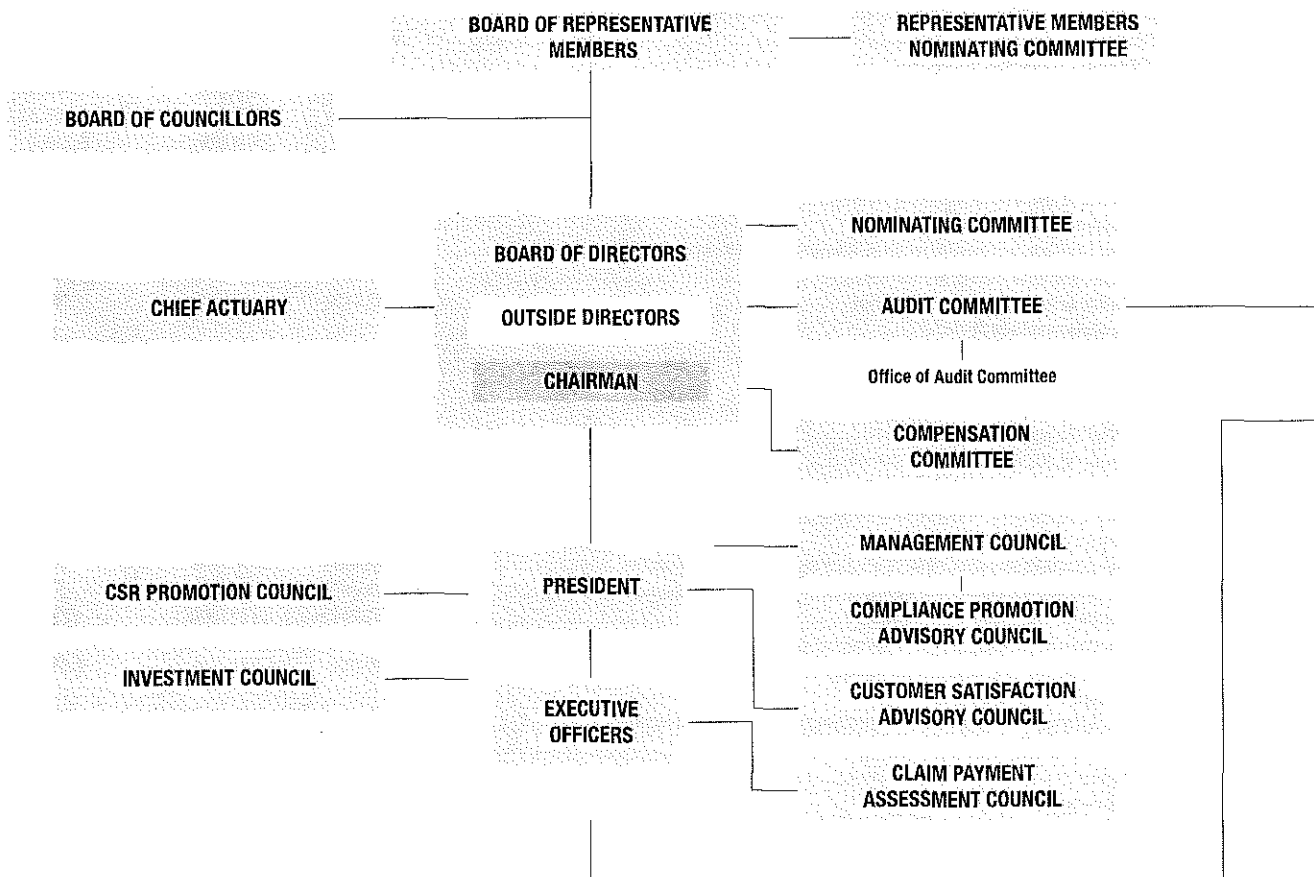 BOARD OF REPRESENTATIVE
MEMBERS
REPRESENTATIVE MEMBERS
NOMINATING COMMITTEE
BOARD OF COUNCILLORS
BOARD OF DIRECTORS
OUTSIDE DIRECTORS
CHAIRMAN
CHIEF ACTUARY
NOMINATING COMMITTEE
AUDIT COMMITTEE
Office of Audit Committee
COMPENSATION
COMMITTEE
MANAGEMENT COUNCIL
COMPLIANCE PROMOTION
ADVISORY COUNCIL
PRESIDENT
CSR PROMOTION COUNCIL
INVESTMENT COUNCIL
CUSTOMER SATISFACTION
ADVISORY COUNCIL
EXECUTIVE
OFFICERS
CLAIM PAYMENT
ASSESSMENT COUNCIL